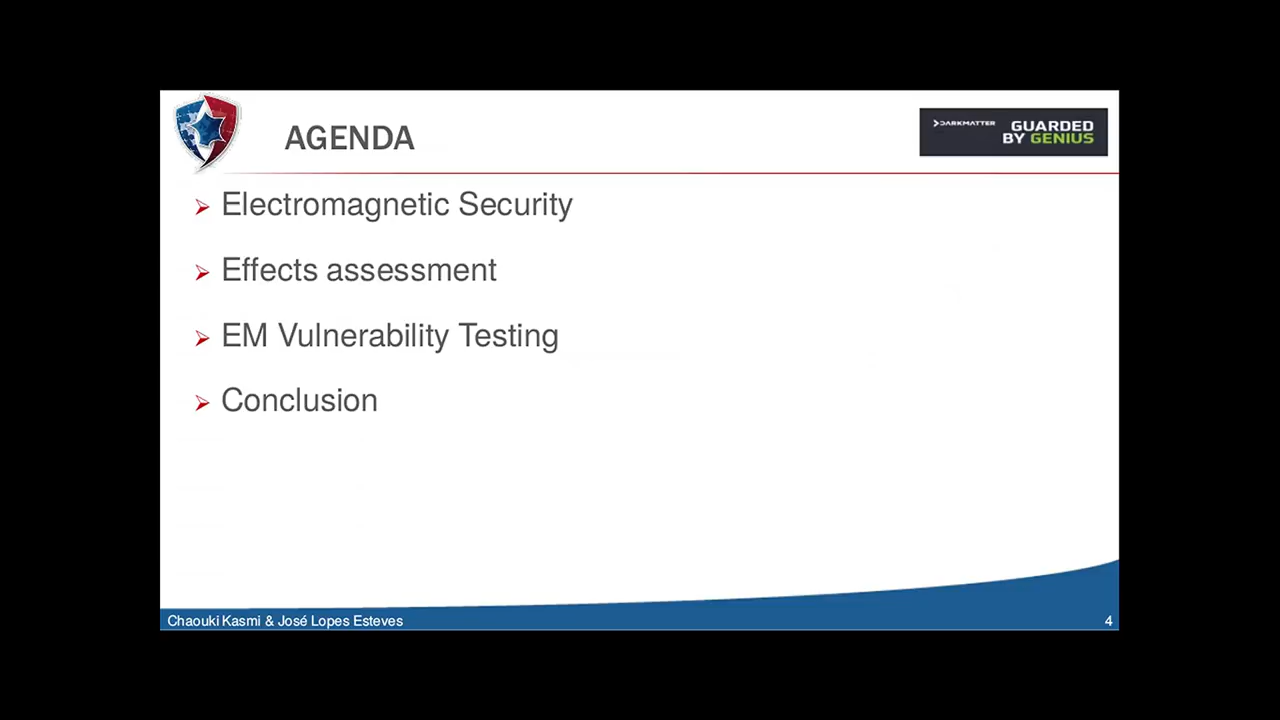 AGENDA
DARKMATTER
GUARDED
BY GENIUS
Electromagnetic Security
Effects assessment
EM Vulnerability Testing
Conclusion
Chaouki Kasmi & José Lopes Esteves
4